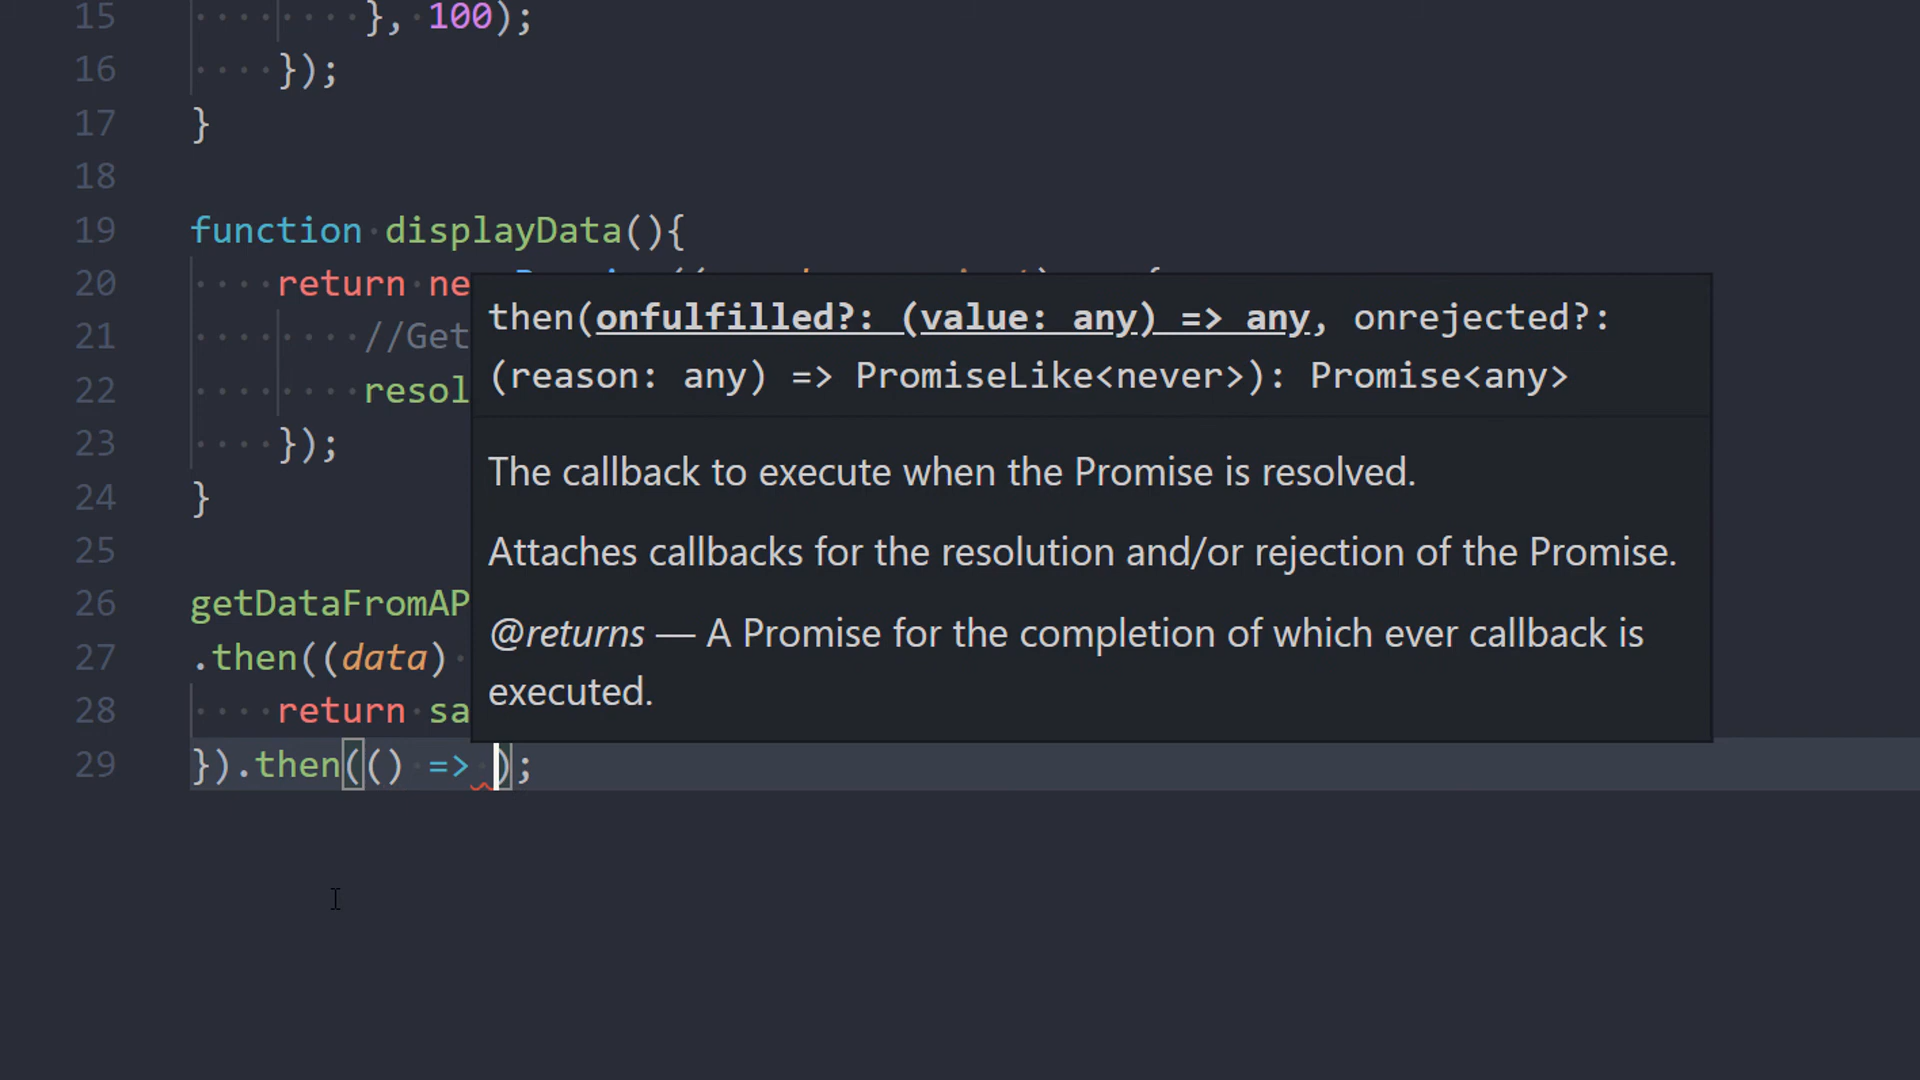 15 }, 100);
16 });
17 }
18
19 function displayData(){
20 return ne
21 //Get
22 resol
23 });
24 }
25
26 getDataFromAP
27 .then((data)
28 return sa
29 }).then(() => );
then(onfulfilled?: (value: any) => any, onrejected?:
(reason: any) => PromiseLike<never>): Promise<any>
The callback to execute when the Promise is resolved.
Attaches callbacks for the resolution and/or rejection of the Promise.
@returns — A Promise for the completion of which ever callback is
executed.